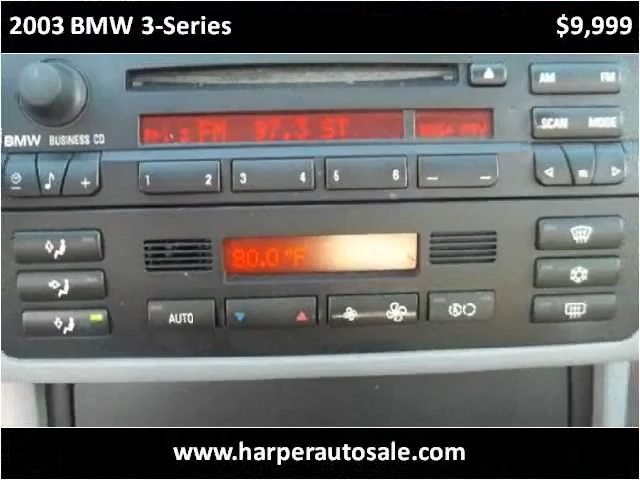 2003 BMW 3-Series $9,999
AM FM
FM 97.3 ST
SCAN MODE
BMW BUSINESS CD
1 2 3 4 5 6
80.0 °F
AUTO
www.harperautosale.com